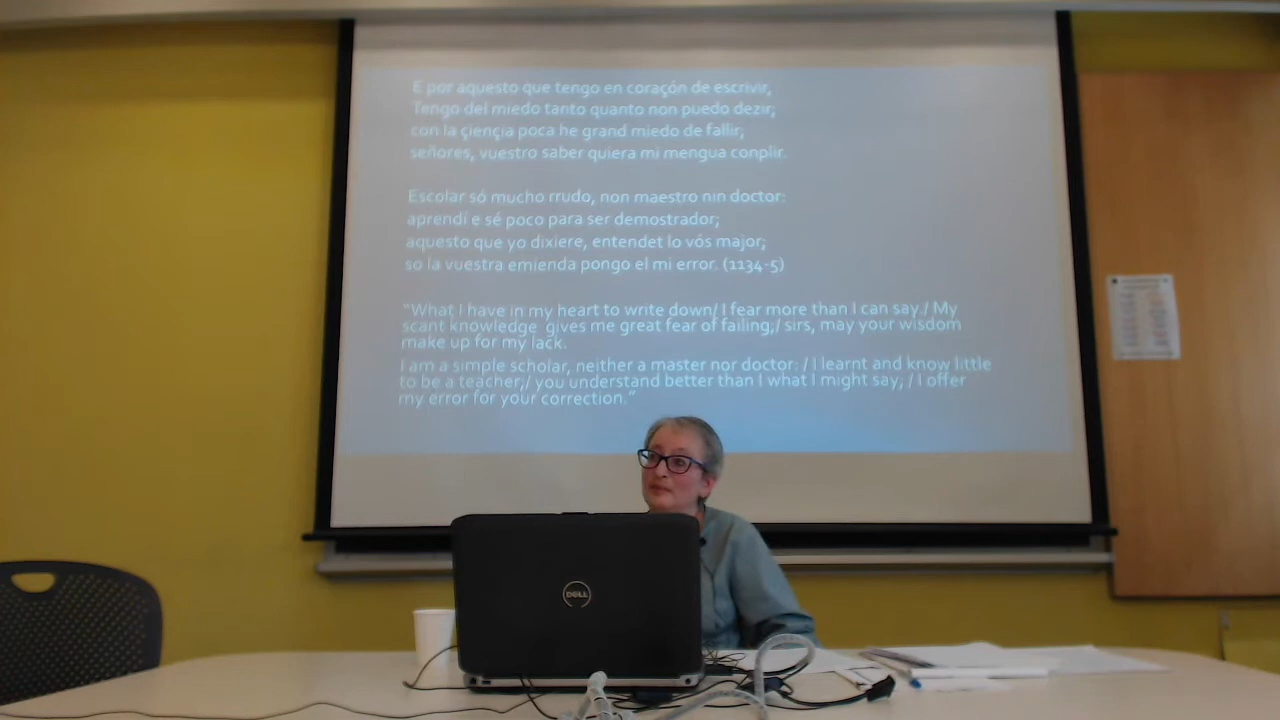 E por aquesto que tengo en coraçón de escrivir,
Tengo del miedo tanto quanto non puedo dezir;
con la çiençia poca he grand miedo de fallir;
señores, vuestro saber quiera mi mengua conplir.
Escolar só mucho rrudo, non maestro nin doctor:
aprendí e sé poco para ser demostrador;
aquesto que yo dixiere, entendet lo vós major;
so la vuestra emienda pongo el mi error. (1134-5)
“What I have in my heart to write down/ I fear more than I can say./ My
scant knowledge gives me great fear of failing;/ sirs, may your wisdom
make up for my lack.
I am a simple scholar, neither a master nor doctor: / I learnt and know little
to be a teacher;/ you understand better than I what I might say; / I offer
my error for your correction.”
DELL